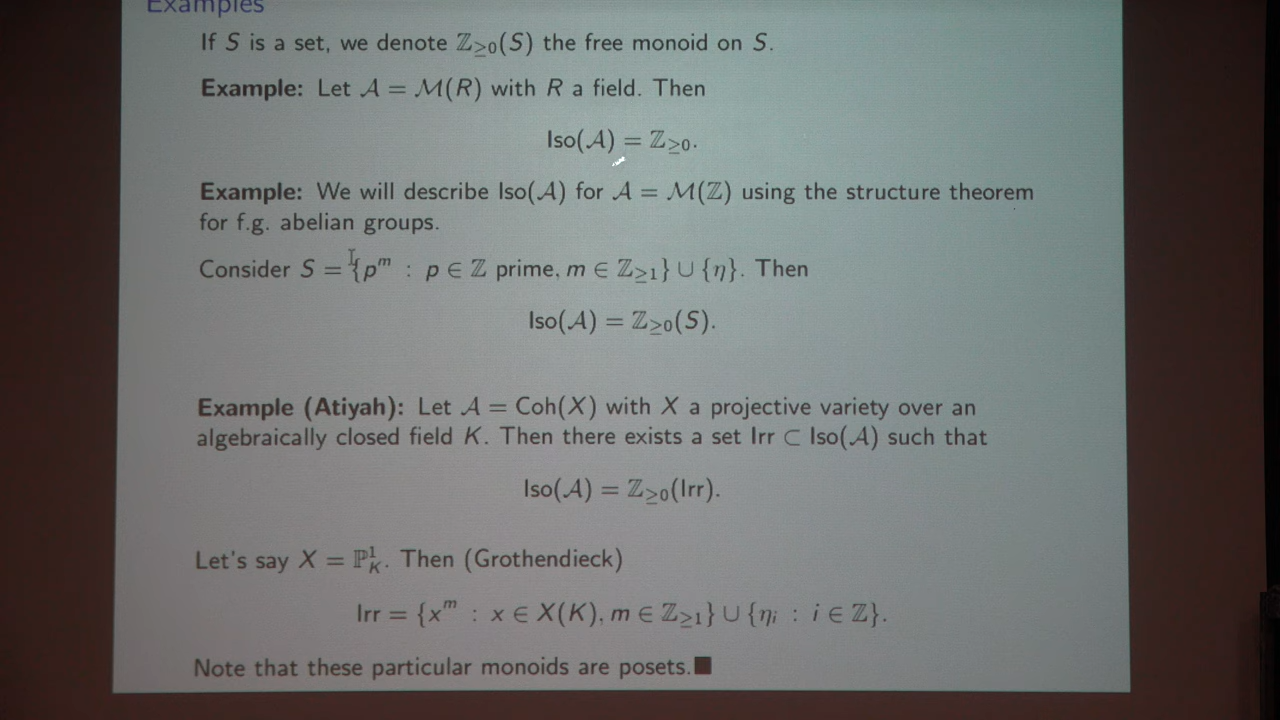 Examples
If S is a set, we denote ℤ≥0(S) the free monoid on S.
Example: Let 𝒜 = ℳ(R) with R a field. Then
Iso(𝒜) = ℤ≥0.
Example: We will describe Iso(𝒜) for 𝒜 = ℳ(ℤ) using the structure theorem
for f.g. abelian groups.
Consider S = {pᵐ : p ∈ ℤ prime, m ∈ ℤ≥1} ∪ {η}. Then
Iso(𝒜) = ℤ≥0(S).
Example (Atiyah): Let 𝒜 = Coh(X) with X a projective variety over an
algebraically closed field K. Then there exists a set Irr ⊂ Iso(𝒜) such that
Iso(𝒜) = ℤ≥0(Irr).
Let's say X = ℙ¹_K. Then (Grothendieck)
Irr = {xᵐ : x ∈ X(K), m ∈ ℤ≥1} ∪ {ηᵢ : i ∈ ℤ}.
Note that these particular monoids are posets.■